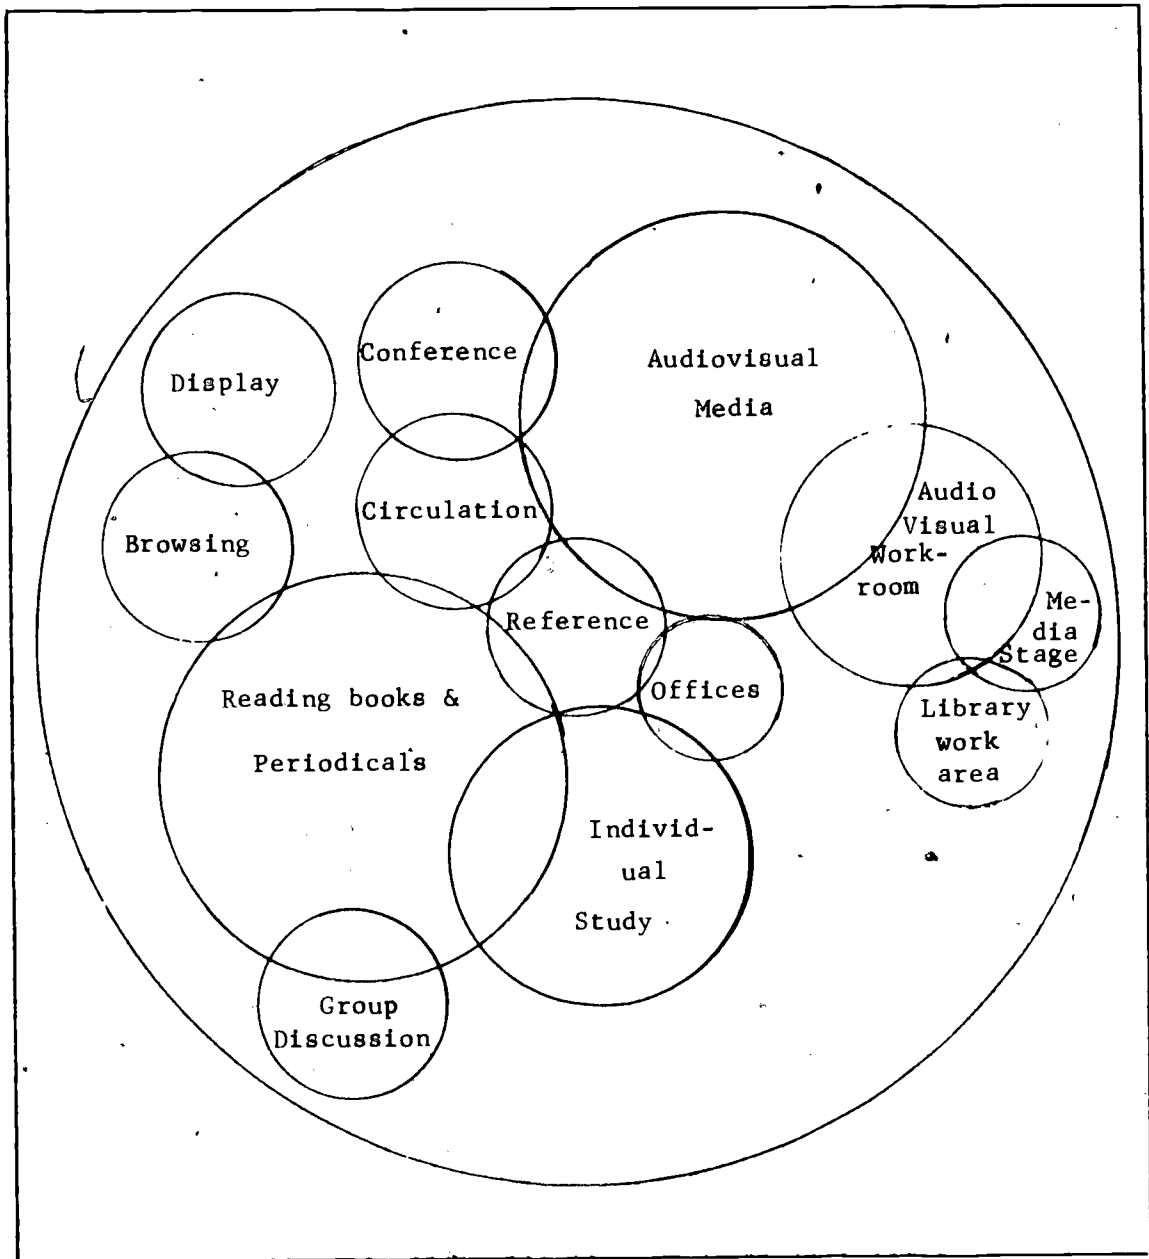 Conference
Display
Audiovisual
Media
Circulation
Browsing
Audio
Visual
Work-
room
Reference
Me-
dia
Stage
Offices
Reading books &
Periodicals
Library
work
area
Individ-
ual
Study
Group
Discussion